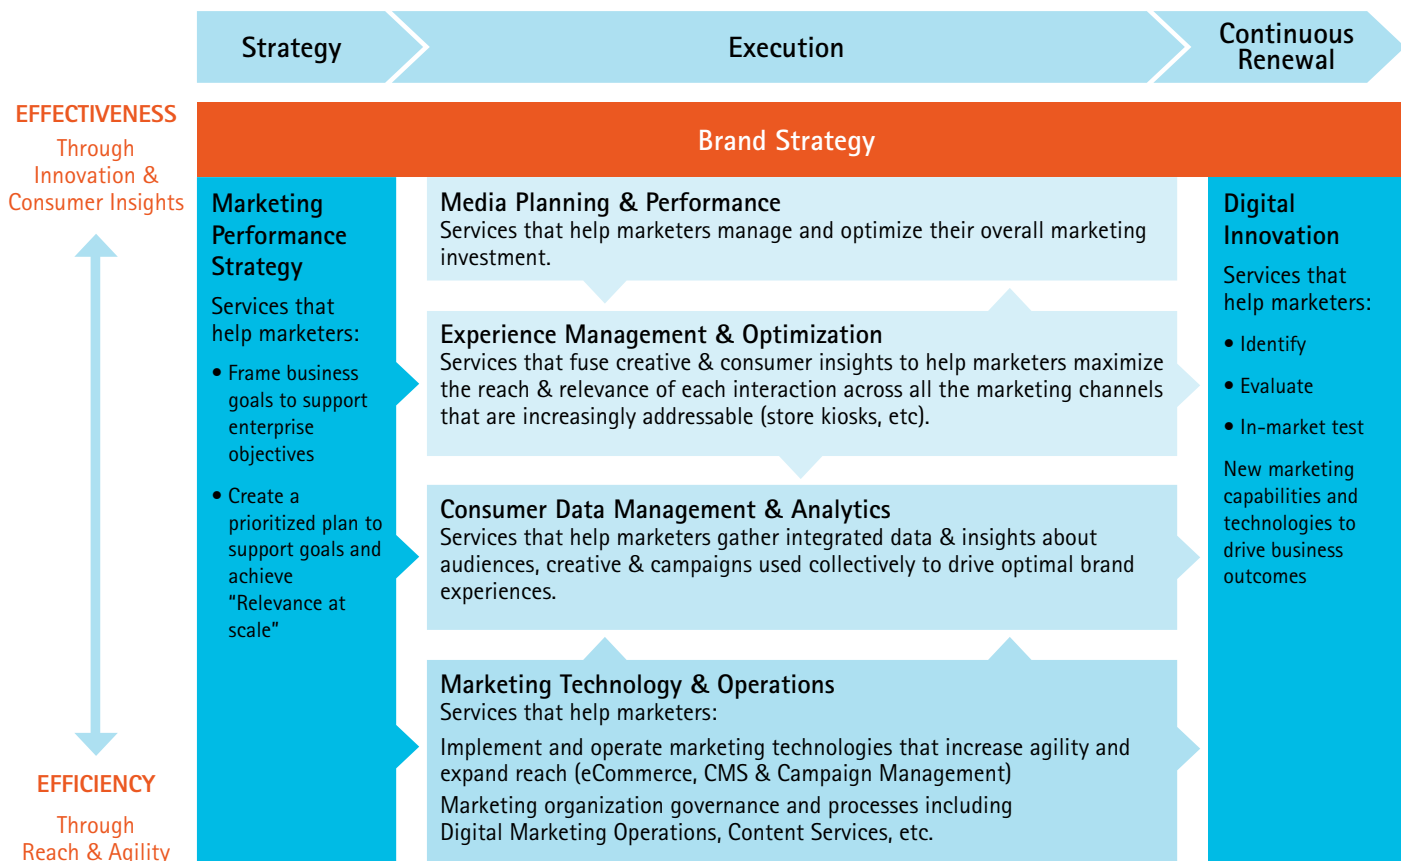 Strategy
Execution
Continuous
Renewal
EFFECTIVENESS
Through
Innovation &
Consumer Insights
EFFICIENCY
Through
Reach & Agility
Brand Strategy
Marketing
Performance
Strategy
Services that
help marketers:
• Frame business
goals to support
enterprise
objectives
• Create a
prioritized plan to
support goals and
achieve
“Relevance at
scale”
Media Planning & Performance
Services that help marketers manage and optimize their overall marketing
investment.
Experience Management & Optimization
Services that fuse creative & consumer insights to help marketers maximize
the reach & relevance of each interaction across all the marketing channels
that are increasingly addressable (store kiosks, etc).
Consumer Data Management & Analytics
Services that help marketers gather integrated data & insights about
audiences, creative & campaigns used collectively to drive optimal brand
experiences.
Marketing Technology & Operations
Services that help marketers:
Implement and operate marketing technologies that increase agility and
expand reach (eCommerce, CMS & Campaign Management)
Marketing organization governance and processes including
Digital Marketing Operations, Content Services, etc.
Digital
Innovation
Services that
help marketers:
• Identify
• Evaluate
• In-market test
New marketing
capabilities and
technologies to
drive business
outcomes